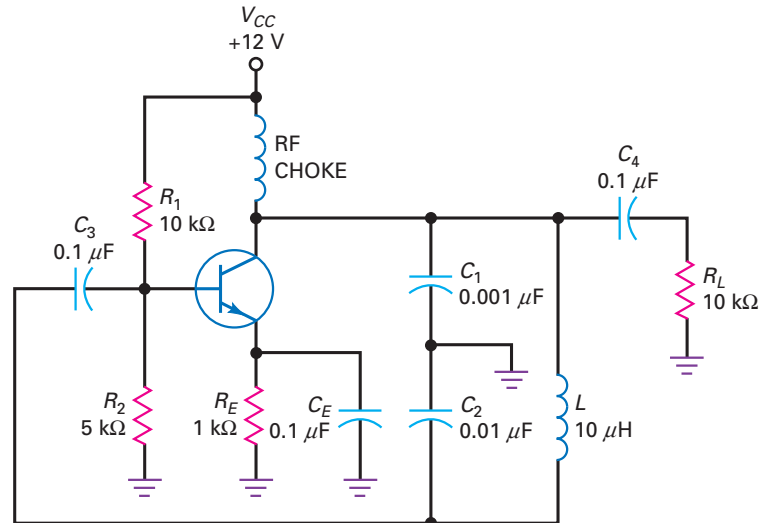 V_CC
+12 V
RF
CHOKE
C_4
0.1 μF
R_1
10 kΩ
C_3
0.1 μF
C_1
0.001 μF
R_L
10 kΩ
R_2
5 kΩ
R_E
1 kΩ
C_E
0.1 μF
C_2
0.01 μF
L
10 μH